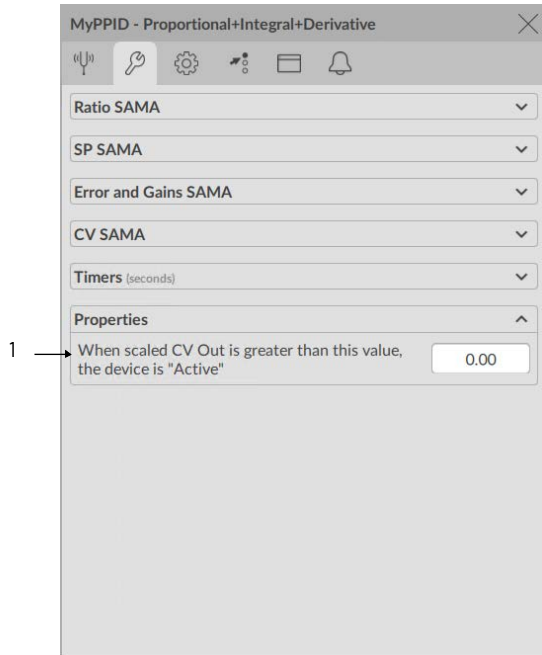 MyPPID - Proportional+Integral+Derivative
Ratio SAMA
SP SAMA
Error and Gains SAMA
CV SAMA
Timers (seconds)
Properties
1
When scaled CV Out is greater than this value,
the device is "Active"
0.00